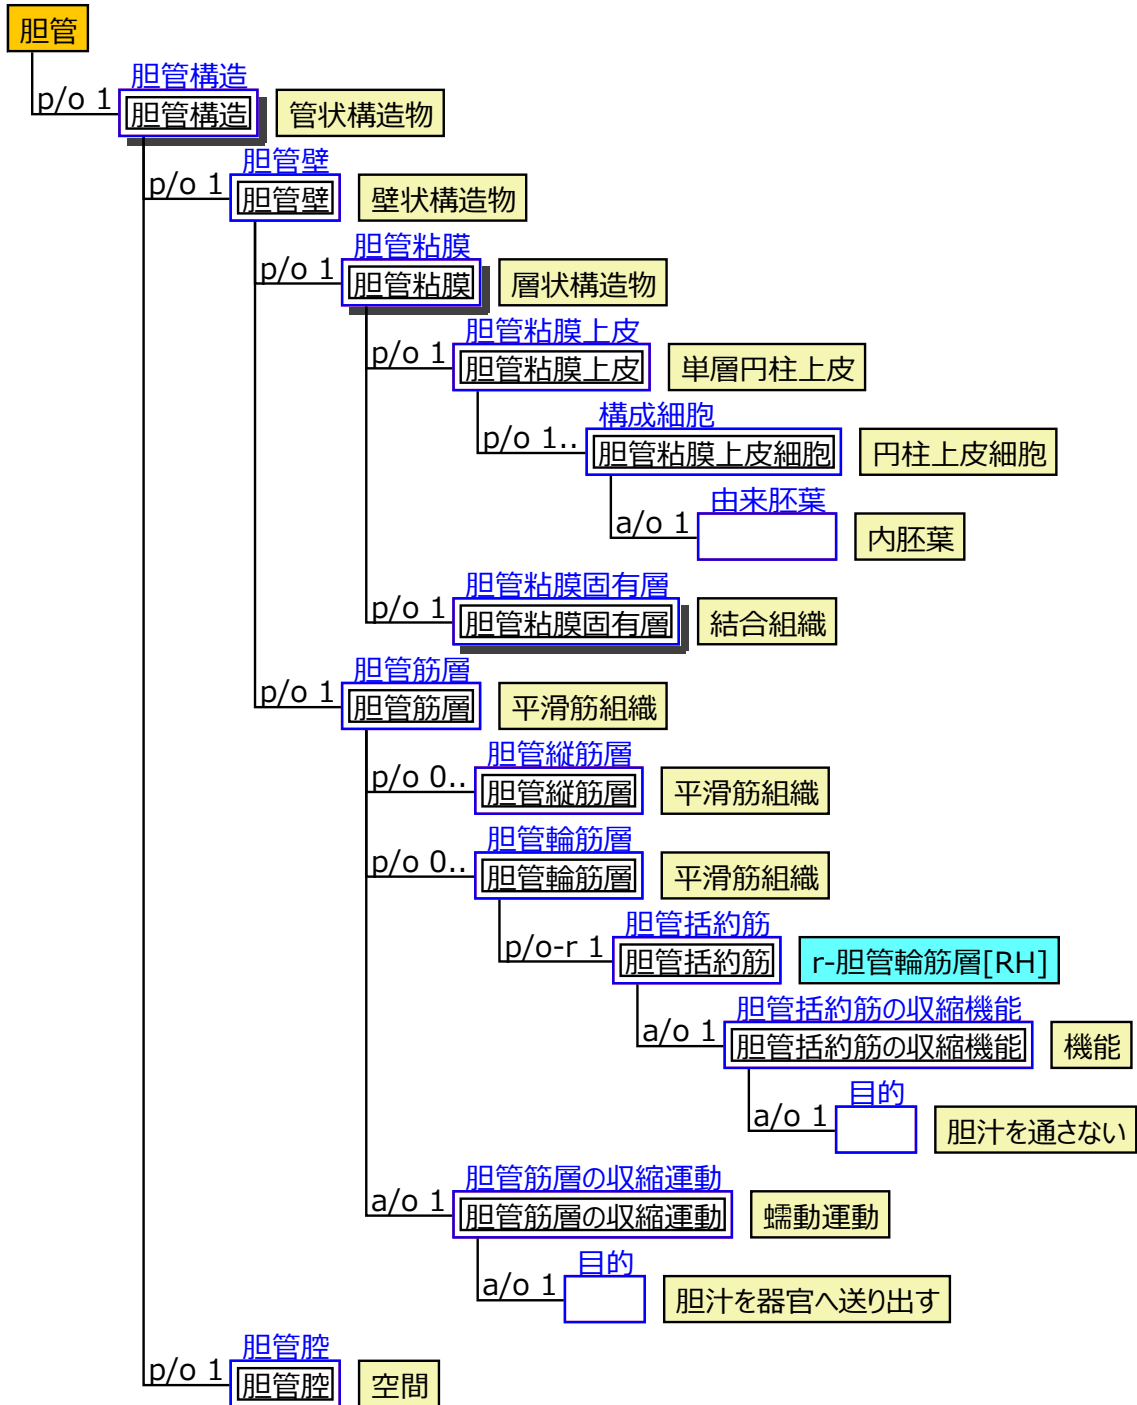 胆管
胆管構造
p/o 1 胆管構造 管状構造物
胆管壁
p/o 1 胆管壁 壁状構造物
胆管粘膜
p/o 1 胆管粘膜 層状構造物
胆管粘膜上皮
p/o 1 胆管粘膜上皮 単層円柱上皮
構成細胞
p/o 1.. 胆管粘膜上皮細胞 円柱上皮細胞
由来胚葉
a/o 1 内胚葉
胆管粘膜固有層
p/o 1 胆管粘膜固有層 結合組織
胆管筋層
p/o 1 胆管筋層 平滑筋組織
胆管縦筋層
p/o 0.. 胆管縦筋層 平滑筋組織
胆管輪筋層
p/o 0.. 胆管輪筋層 平滑筋組織
胆管括約筋
p/o-r 1 胆管括約筋 r-胆管輪筋層[RH]
胆管括約筋の収縮機能
a/o 1 胆管括約筋の収縮機能 機能
目的
a/o 1 胆汁を通さない
胆管筋層の収縮運動
a/o 1 胆管筋層の収縮運動 蠕動運動
目的
a/o 1 胆汁を器官へ送り出す
胆管腔
p/o 1 胆管腔 空間